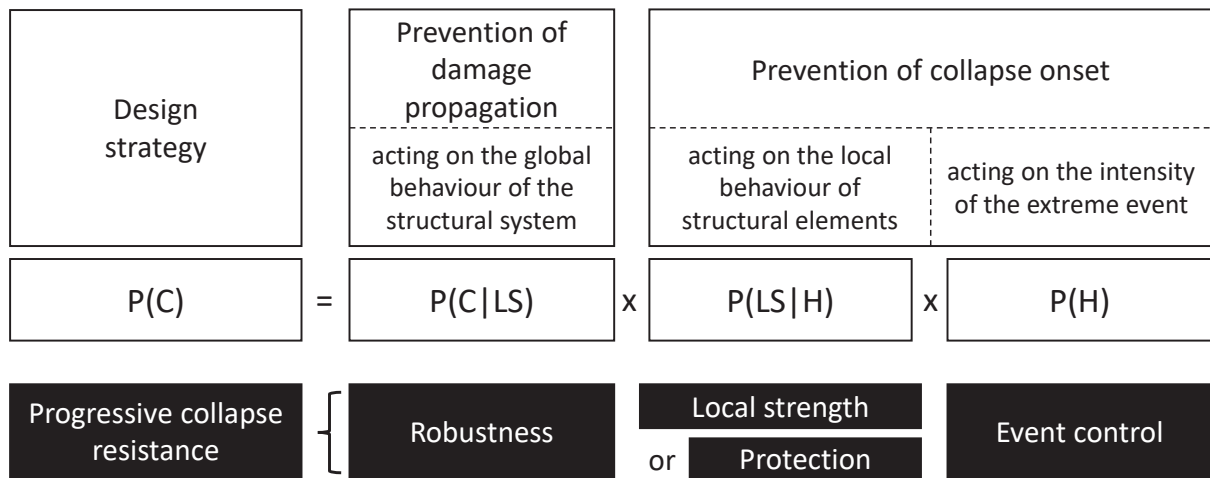 Design
strategy
Prevention of
damage
propagation
acting on the global
behaviour of the
structural system
Prevention of collapse onset
acting on the local
behaviour of
structural elements
acting on the intensity
of the extreme event
P(C) = P(C|LS) x P(LS|H) x P(H)
Progressive collapse
resistance
Robustness
Local strength
or Protection
Event control